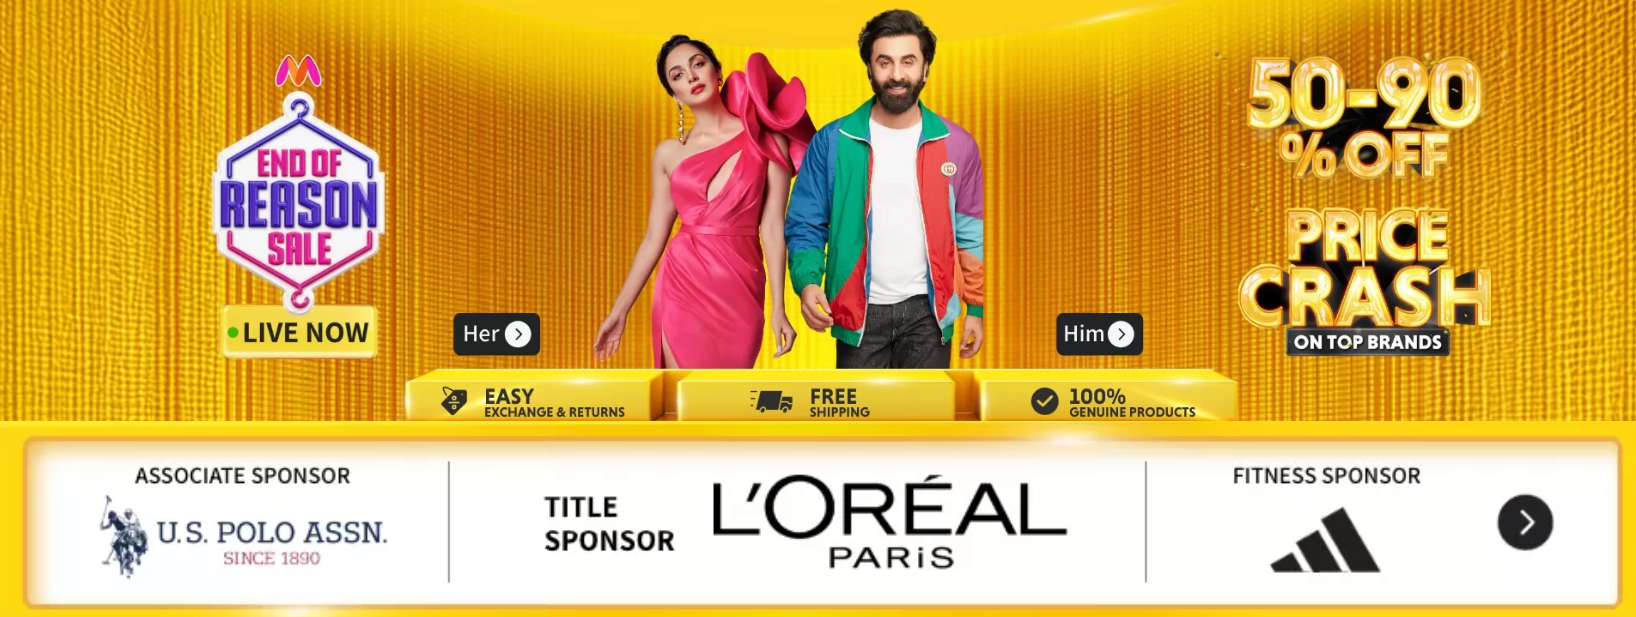 END OF
REASON
SALE
LIVE NOW
Her
Him
50-90
% OFF
PRICE
CRASH
ON TOP BRANDS
EASY
EXCHANGE & RETURNS
FREE
SHIPPING
100%
GENUINE PRODUCTS
ASSOCIATE SPONSOR
U.S. POLO ASSN.
SINCE 1890
TITLE
SPONSOR
L'ORÉAL
PARiS
FITNESS SPONSOR